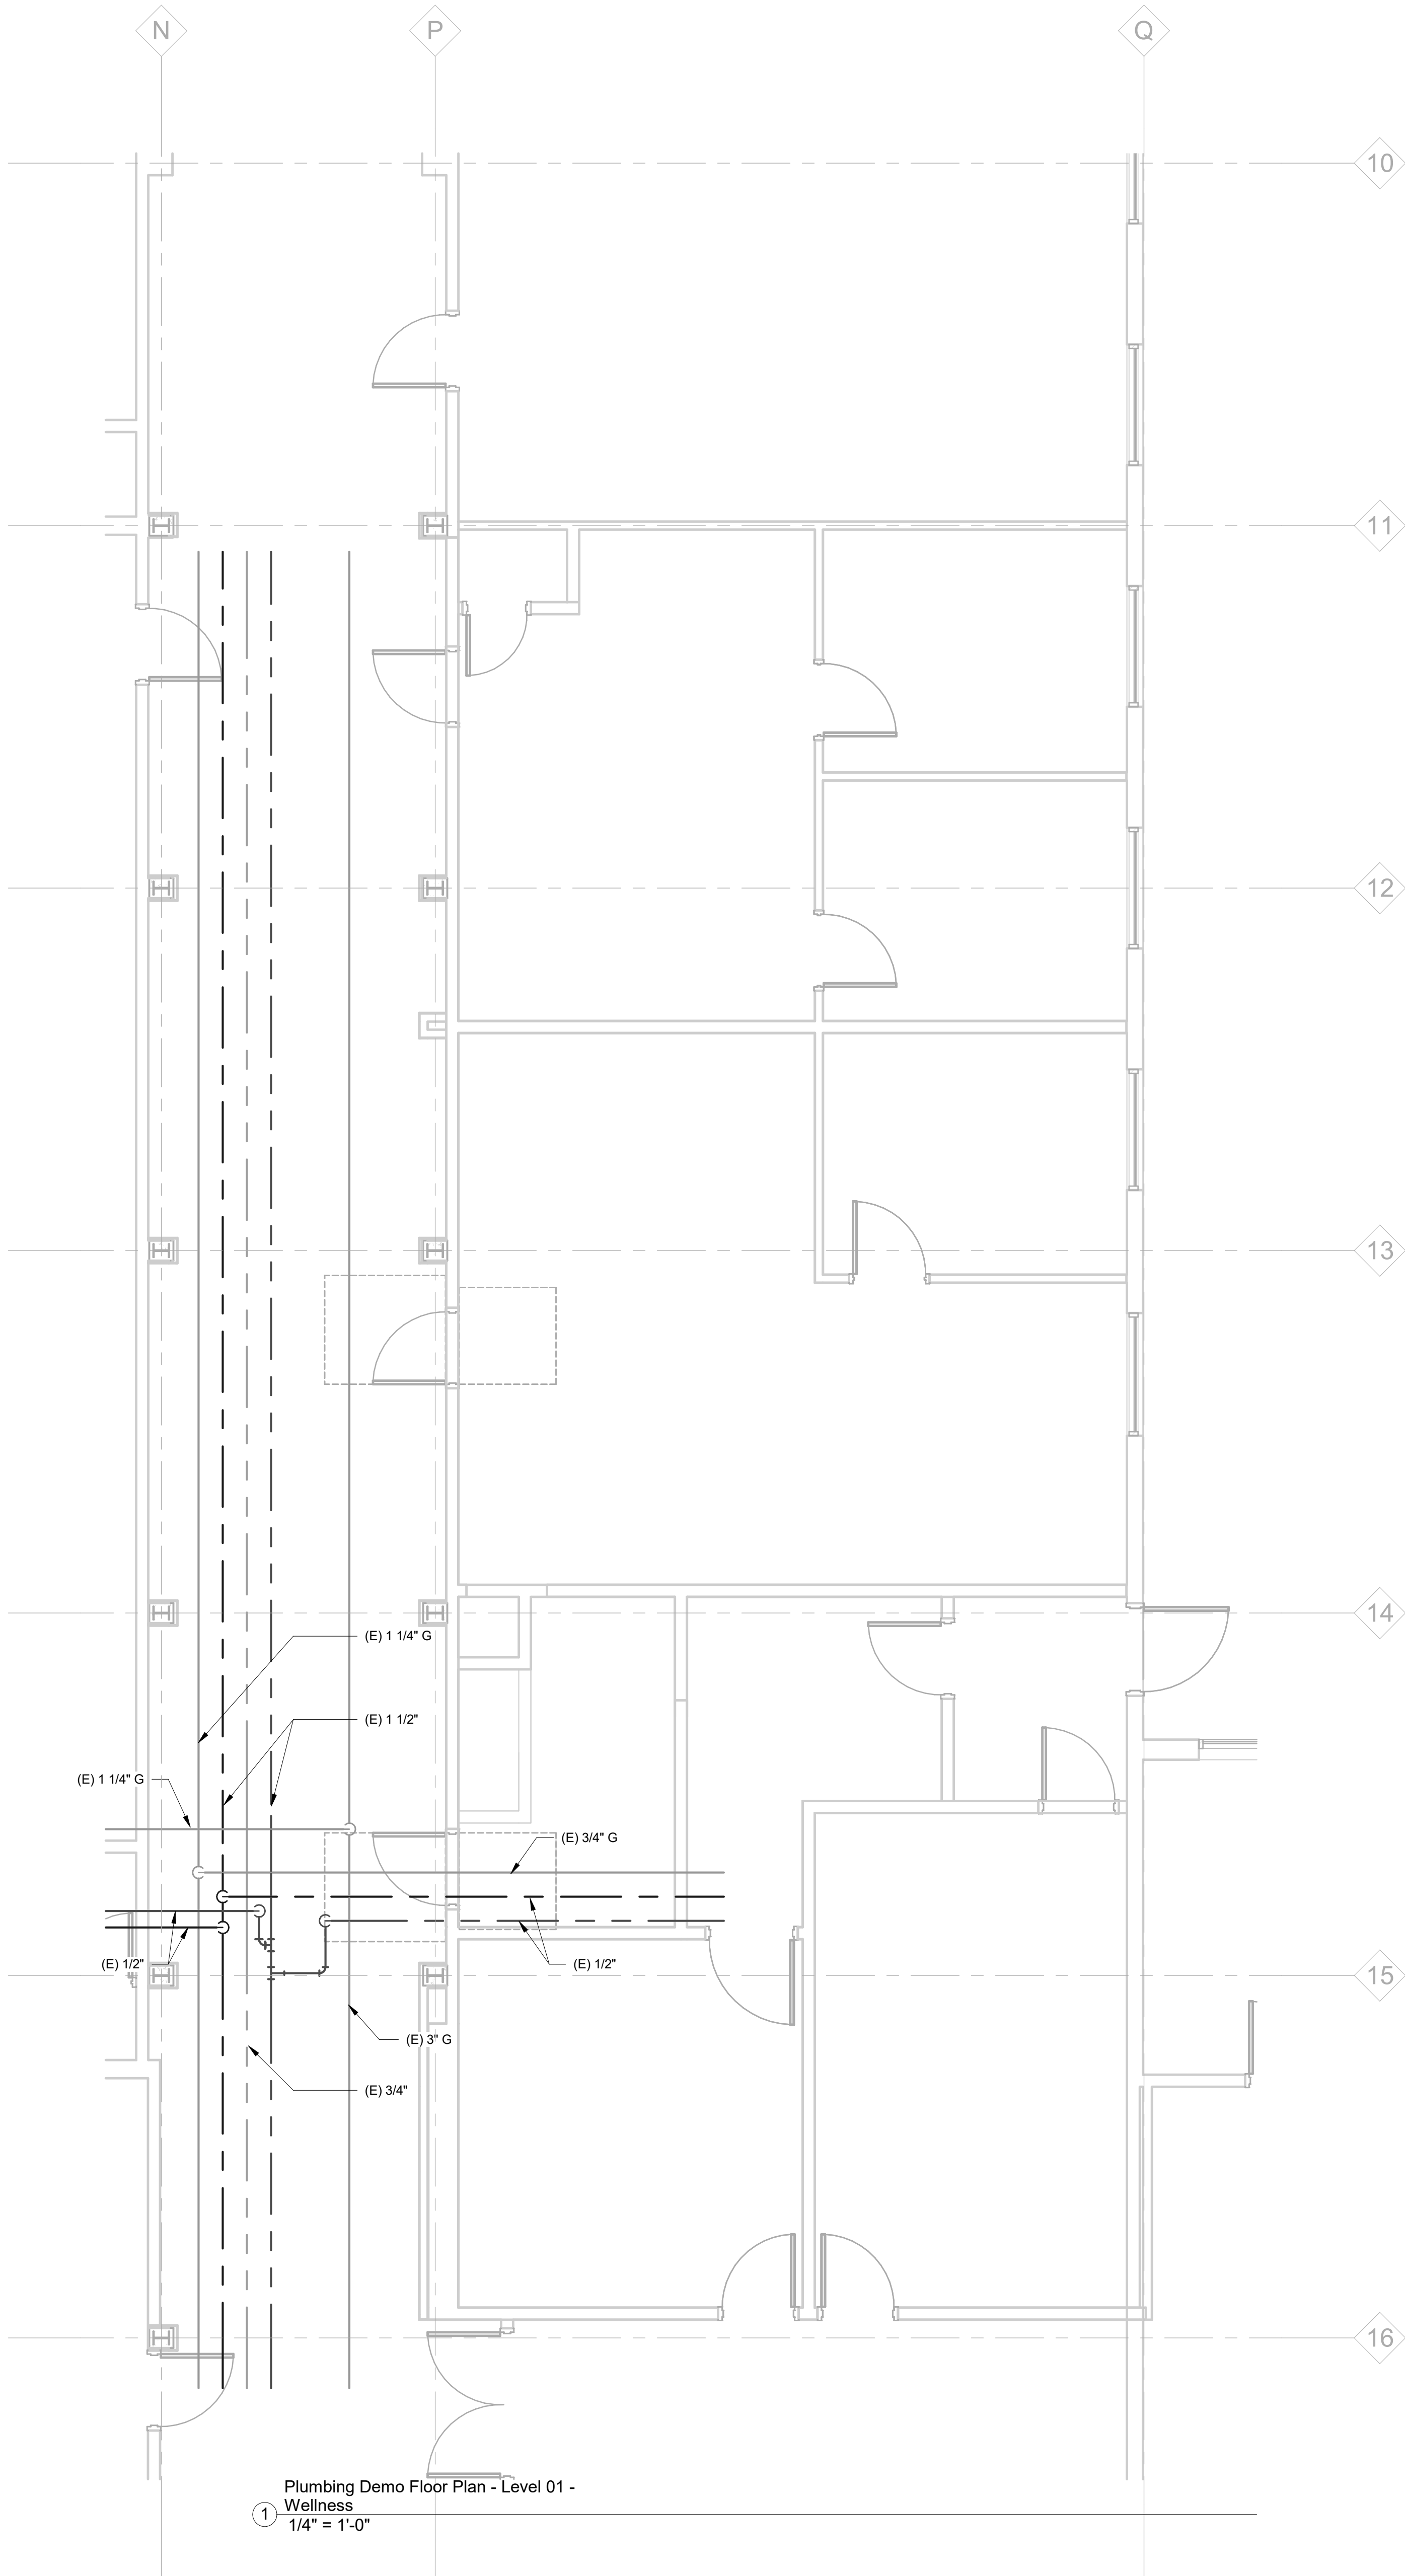 N
P
Q
10
11
12
13
14
(E) 1 1/4" G
(E) 1 1/2"
(E) 1 1/4" G
(E) 3/4" G
(E) 1/2"
(E) 1/2"
15
(E) 3" G
(E) 3/4"
16
Plumbing Demo Floor Plan - Level 01 -
Wellness
1
1/4" = 1'-0"